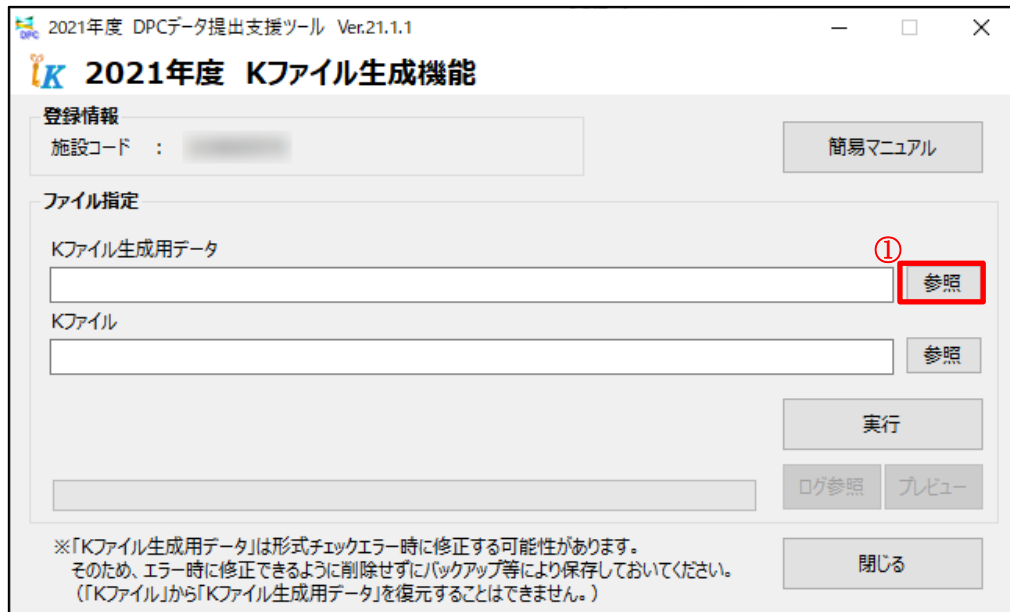 2021年度 DPCデータ提出支援ツール Ver.21.1.1
iK 2021年度 Kファイル生成機能
登録情報
施設コード :
簡易マニュアル
ファイル指定
Kファイル生成用データ
①
参照
Kファイル
参照
実行
ログ参照 プレビュー
※「Kファイル生成用データ」は形式チェックエラー時に修正する可能性があります。
そのため、エラー時に修正できるように削除せずにバックアップ等により保存しておいてください。
(「Kファイル」から「Kファイル生成用データ」を復元することはできません。)
閉じる